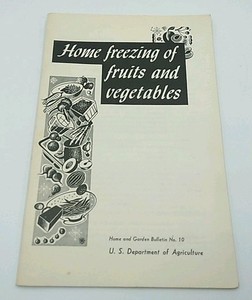 Home freezing of
fruits and
vegetables
Home and Garden Bulletin No. 10
U. S. Department of Agriculture